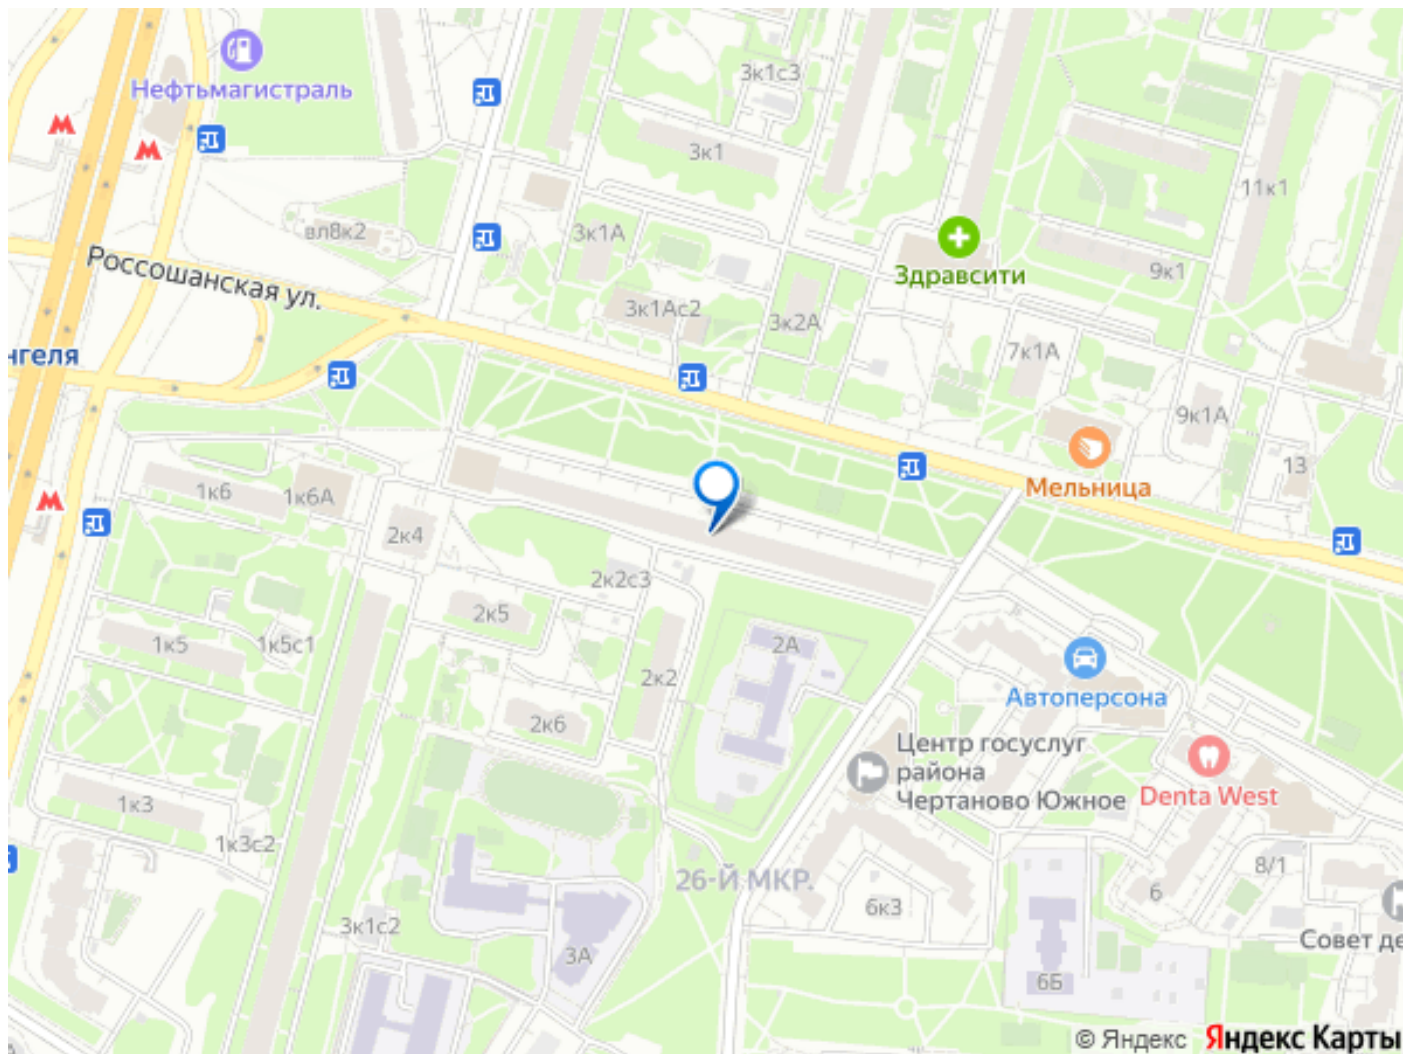 Нефтьмагистраль
3к1с3
3к1
11к1
вл8к2
3к1А
9к1
Здравсити
Россошанская ул.
3к1Ас2
3к2А
7к1А
нгеля
9к1А
13
Мельница
1к6
1к6А
2к4
2к2с3
2к5
1к5
1к5с1
2А
2к2
Автоперсона
2к6
Центр госуслуг
района
Чертаново Южное
Denta West
1к3
1к3с2
26-Й МКР.
8/1
6
6к3
3к1с2
Совет де
3А
6Б
© Яндекс Яндекс Карты